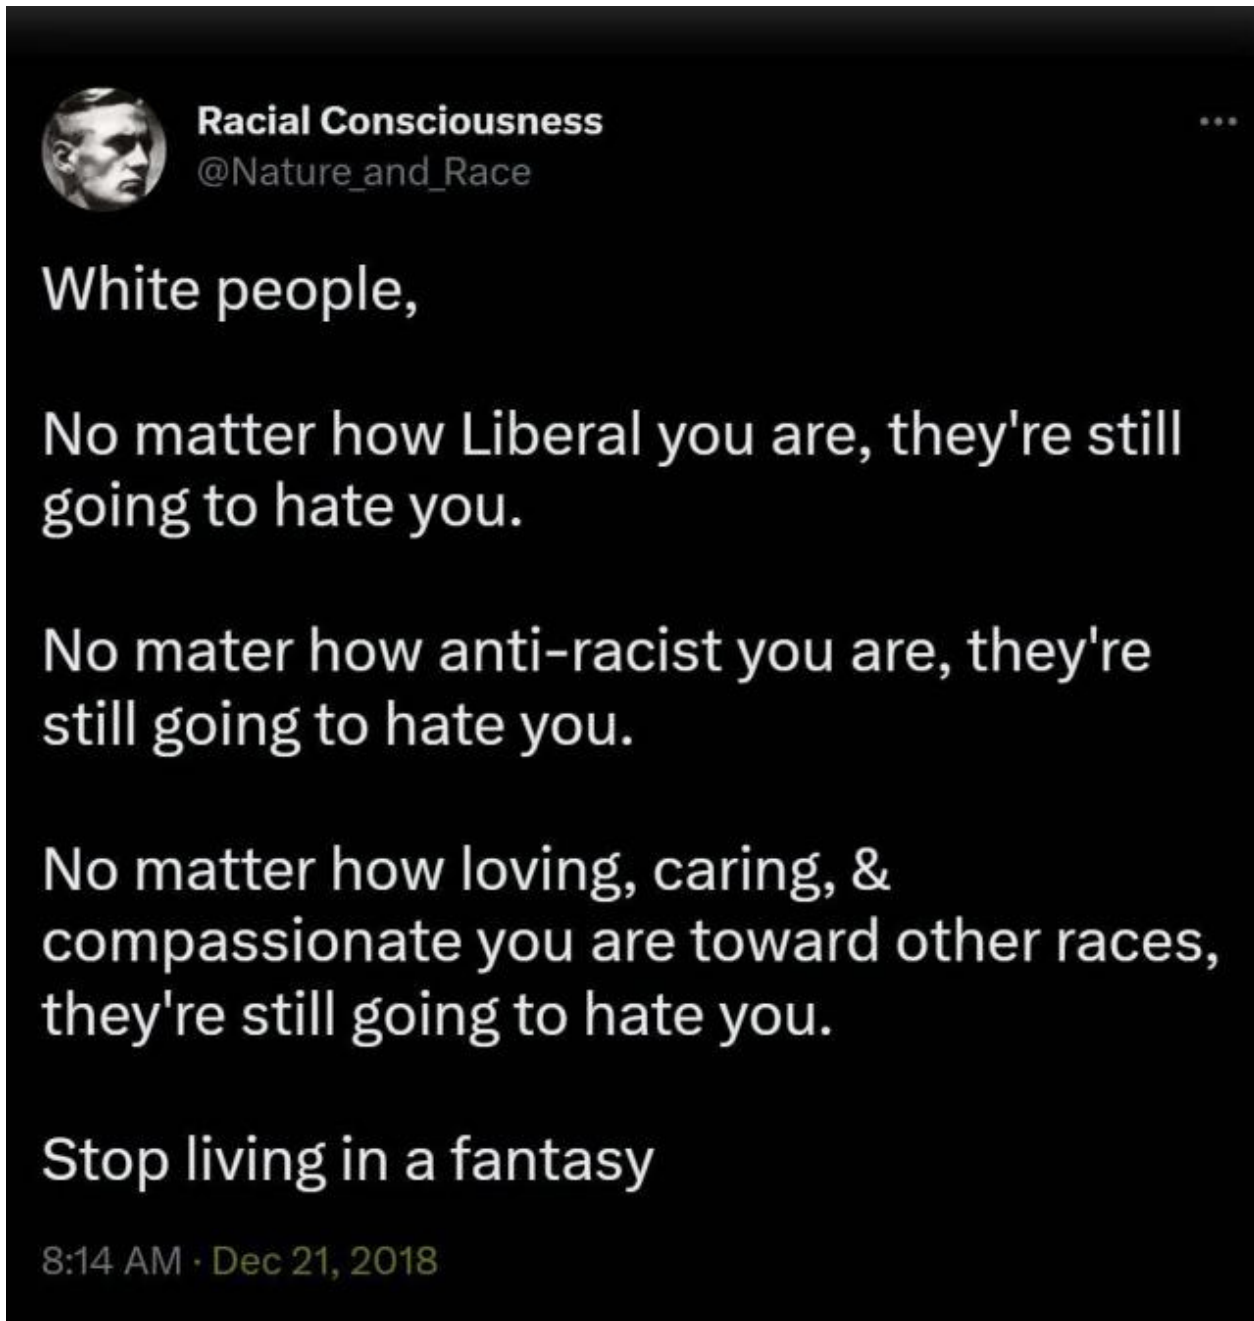 Racial Consciousness
@Nature_and_Race
White people,
No matter how Liberal you are, they're still
going to hate you.
No mater how anti-racist you are, they're
still going to hate you.
No matter how loving, caring, &
compassionate you are toward other races,
they're still going to hate you.
Stop living in a fantasy
8:14 AM · Dec 21, 2018